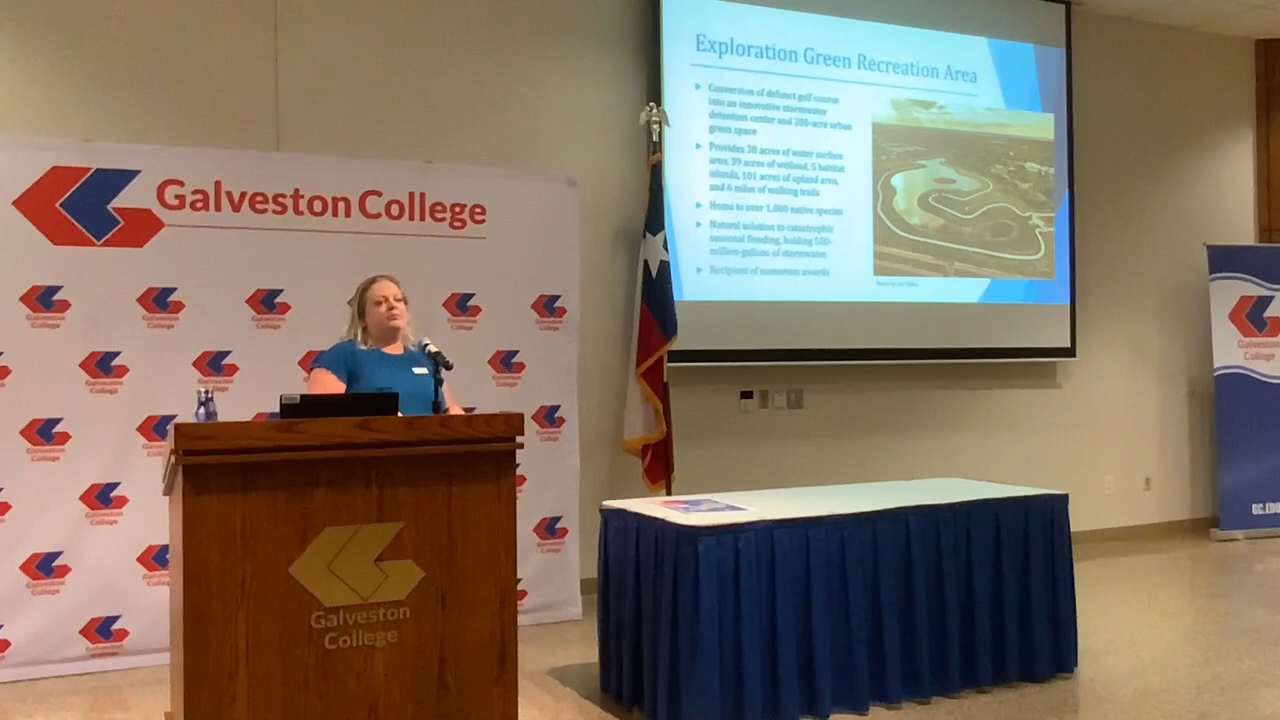 Galveston College
Galveston
College
Exploration Green Recreation Area
Conversion of defunct golf course
into an innovative stormwater
detention center and 200-acre urban
green space
Provides 38 acres of water surface
area, 39 acres of wetland, 5 habitat
islands, 101 acres of upland area,
and 6 miles of walking trails
Home to over 1,000 native species
Natural solution to catastrophic
seasonal flooding, holding 500-
million-gallons of stormwater
Recipient of numerous awards
Galveston
College
GC.EDU